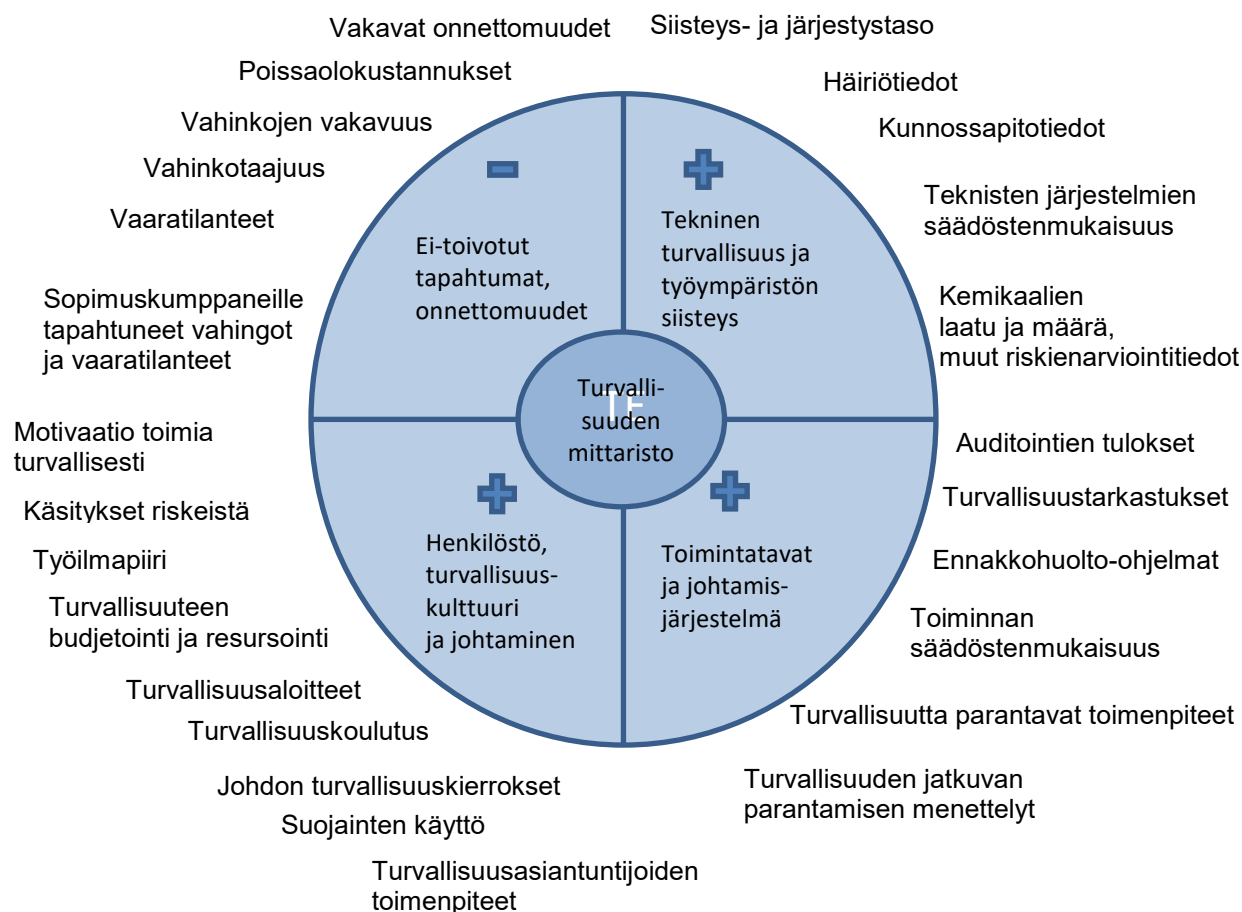 Vakavat onnettomuudet
Siisteys- ja järjestystaso
Poissaolokustannukset
Häiriötiedot
Vahinkojen vakavuus
Kunnossapitotiedot
Vahinkotaajuus
Teknisten järjestelmien
säädöstenmukaisuus
Vaaratilanteet
Ei-toivotut
tapahtumat,
onnettomuudet
Tekninen
turvallisuus ja
työympäristön
siisteys
Sopimuskumppaneille
tapahtuneet vahingot
ja vaaratilanteet
Kemikaalien
laatu ja määrä,
muut riskienarviointitiedot
Turvalli-
suuden
mittaristo
Motivaatio toimia
turvallisesti
Auditointien tulokset
Käsitykset riskeistä
Turvallisuustarkastukset
Henkilöstö,
turvallisuus-
kulttuuri
ja johtaminen
Toimintatavat
ja johtamis-
järjestelmä
Työilmapiiri
Ennakkohuolto-ohjelmat
Turvallisuuteen
budjetointi ja resursointi
Toiminnan
säädöstenmukaisuus
Turvallisuusaloitteet
Turvallisuutta parantavat toimenpiteet
Turvallisuuskoulutus
Johdon turvallisuuskierrokset
Turvallisuuden jatkuvan
parantamisen menettelyt
Suojainten käyttö
Turvallisuusasiantuntijoiden
toimenpiteet